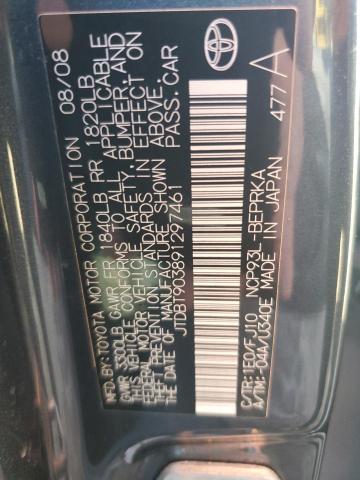 MFD.BY:TOYOTA MOTOR CORPORATION 08/08
GVWR 3300LB GAWR FR 1840LB RR 1820LB
THIS VEHICLE CONFORMS TO ALL APPLICABLE
FEDERAL MOTOR VEHICLE SAFETY, BUMPER, AND
THEFT PREVENTION STANDARDS IN EFFECT ON
THE DATE OF MANUFACTURE SHOWN ABOVE.
JTDBT903891297461 PASS.CAR
C/TR:1E0/FJ10 NCP93L-BEPRKA
A/TM:-04A/U340E MADE IN JAPAN 477 A
TOYOTA